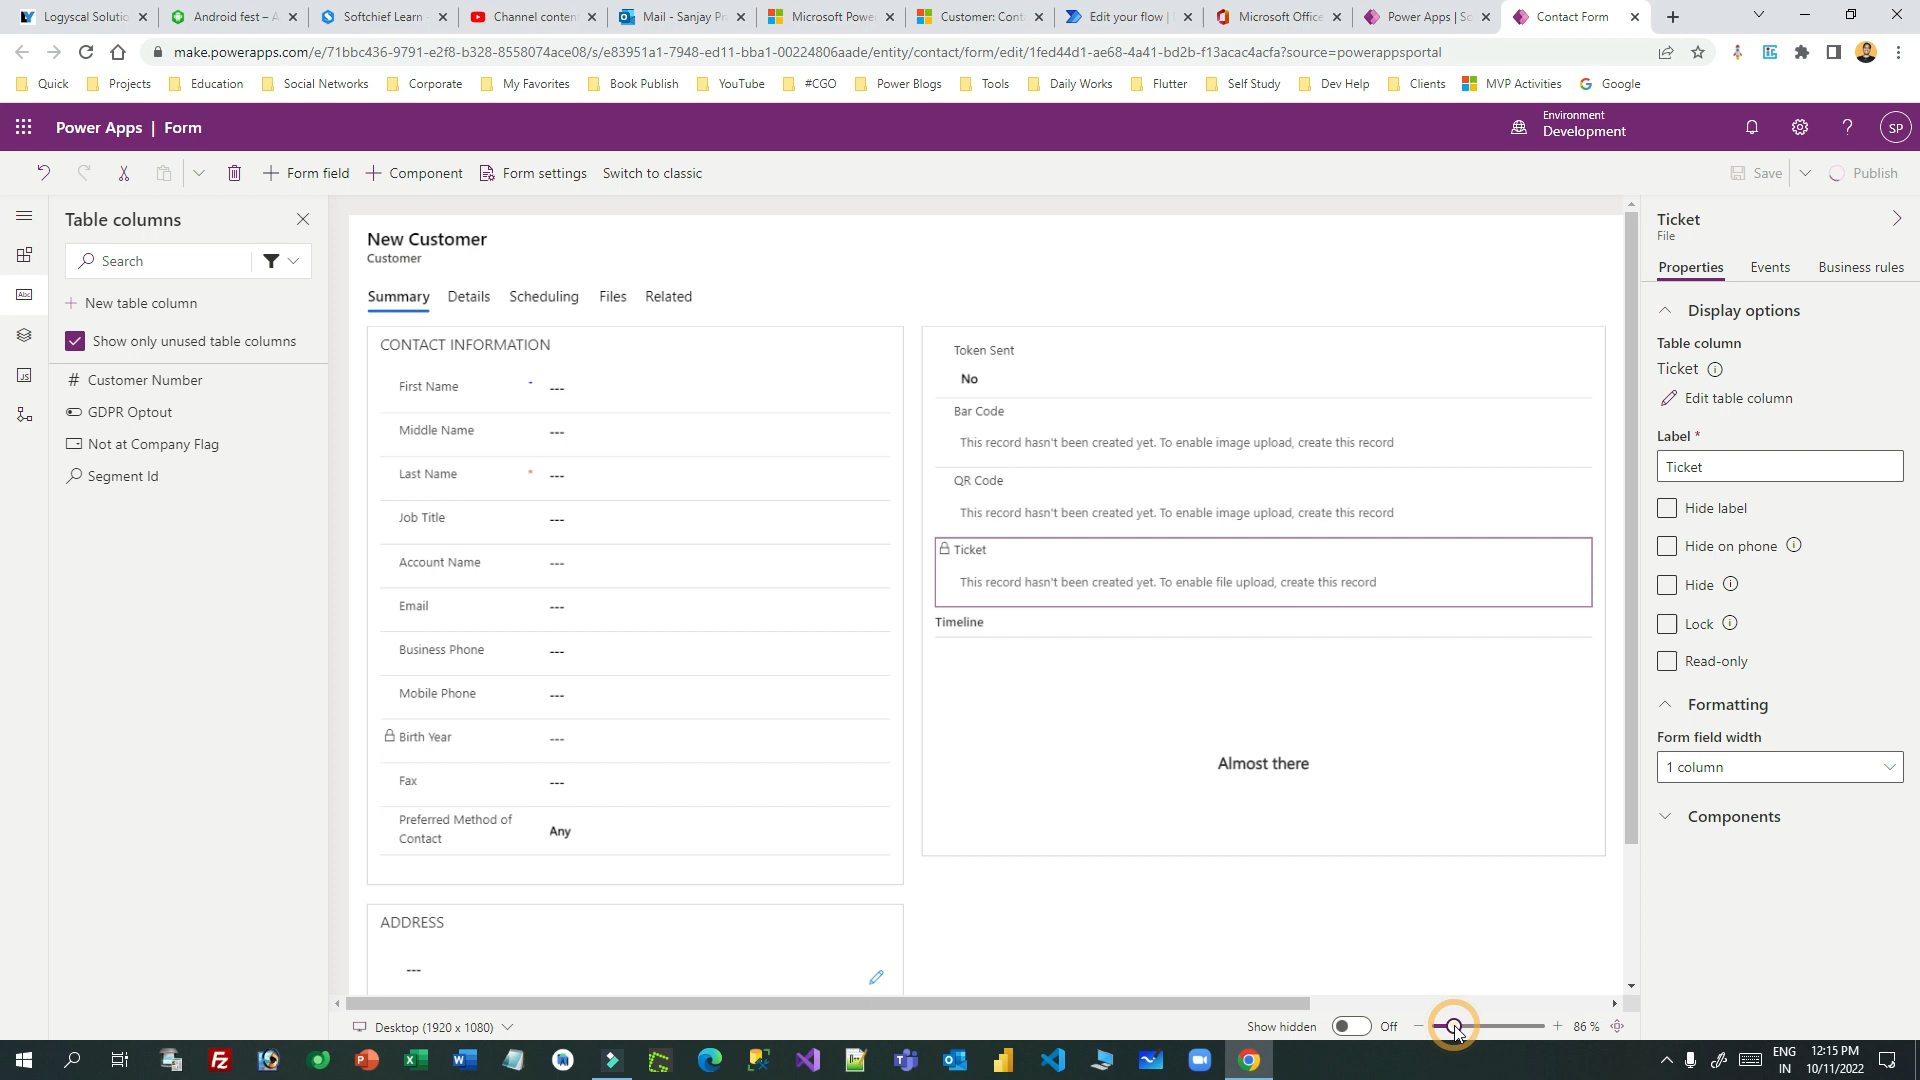 Logyscal Solutio
Android fest – A
Softchief Learn
Channel content
Mail - Sanjay Pr
Microsoft Powe
Customer: Cont
Edit your flow |
Microsoft Office
Power Apps | So
Contact Form
make.powerapps.com/e/71bbc436-9791-e2f8-b328-8558074ace08/s/e83951a1-7948-ed11-bba1-00224806aade/entity/contact/form/edit/1fed44d1-ae68-4a41-bd2b-f13acac4acfa?source=powerappsportal
Quick
Projects
Education
Social Networks
Corporate
My Favorites
Book Publish
YouTube
#CGO
Power Blogs
Tools
Daily Works
Flutter
Self Study
Dev Help
Clients
MVP Activities
Google
Power Apps | Form
Environment
Development
SP
Form field
Component
Form settings
Switch to classic
Save
Publish
Table columns
Search
New table column
Show only unused table columns
Customer Number
GDPR Optout
Not at Company Flag
Segment Id
New Customer
Customer
Summary
Details
Scheduling
Files
Related
CONTACT INFORMATION
First Name ---
Middle Name ---
Last Name * ---
Job Title ---
Account Name ---
Email ---
Business Phone ---
Mobile Phone ---
Birth Year ---
Fax ---
Preferred Method of
Contact
Any
ADDRESS
---
Token Sent
No
Bar Code
This record hasn't been created yet. To enable image upload, create this record
QR Code
This record hasn't been created yet. To enable image upload, create this record
Ticket
This record hasn't been created yet. To enable file upload, create this record
Timeline
Almost there
Ticket
File
Properties
Events
Business rules
Display options
Table column
Ticket
Edit table column
Label *
Ticket
Hide label
Hide on phone
Hide
Lock
Read-only
Formatting
Form field width
1 column
Components
Desktop (1920 x 1080)
Show hidden
Off
86 %
ENG
IN
12:15 PM
10/11/2022